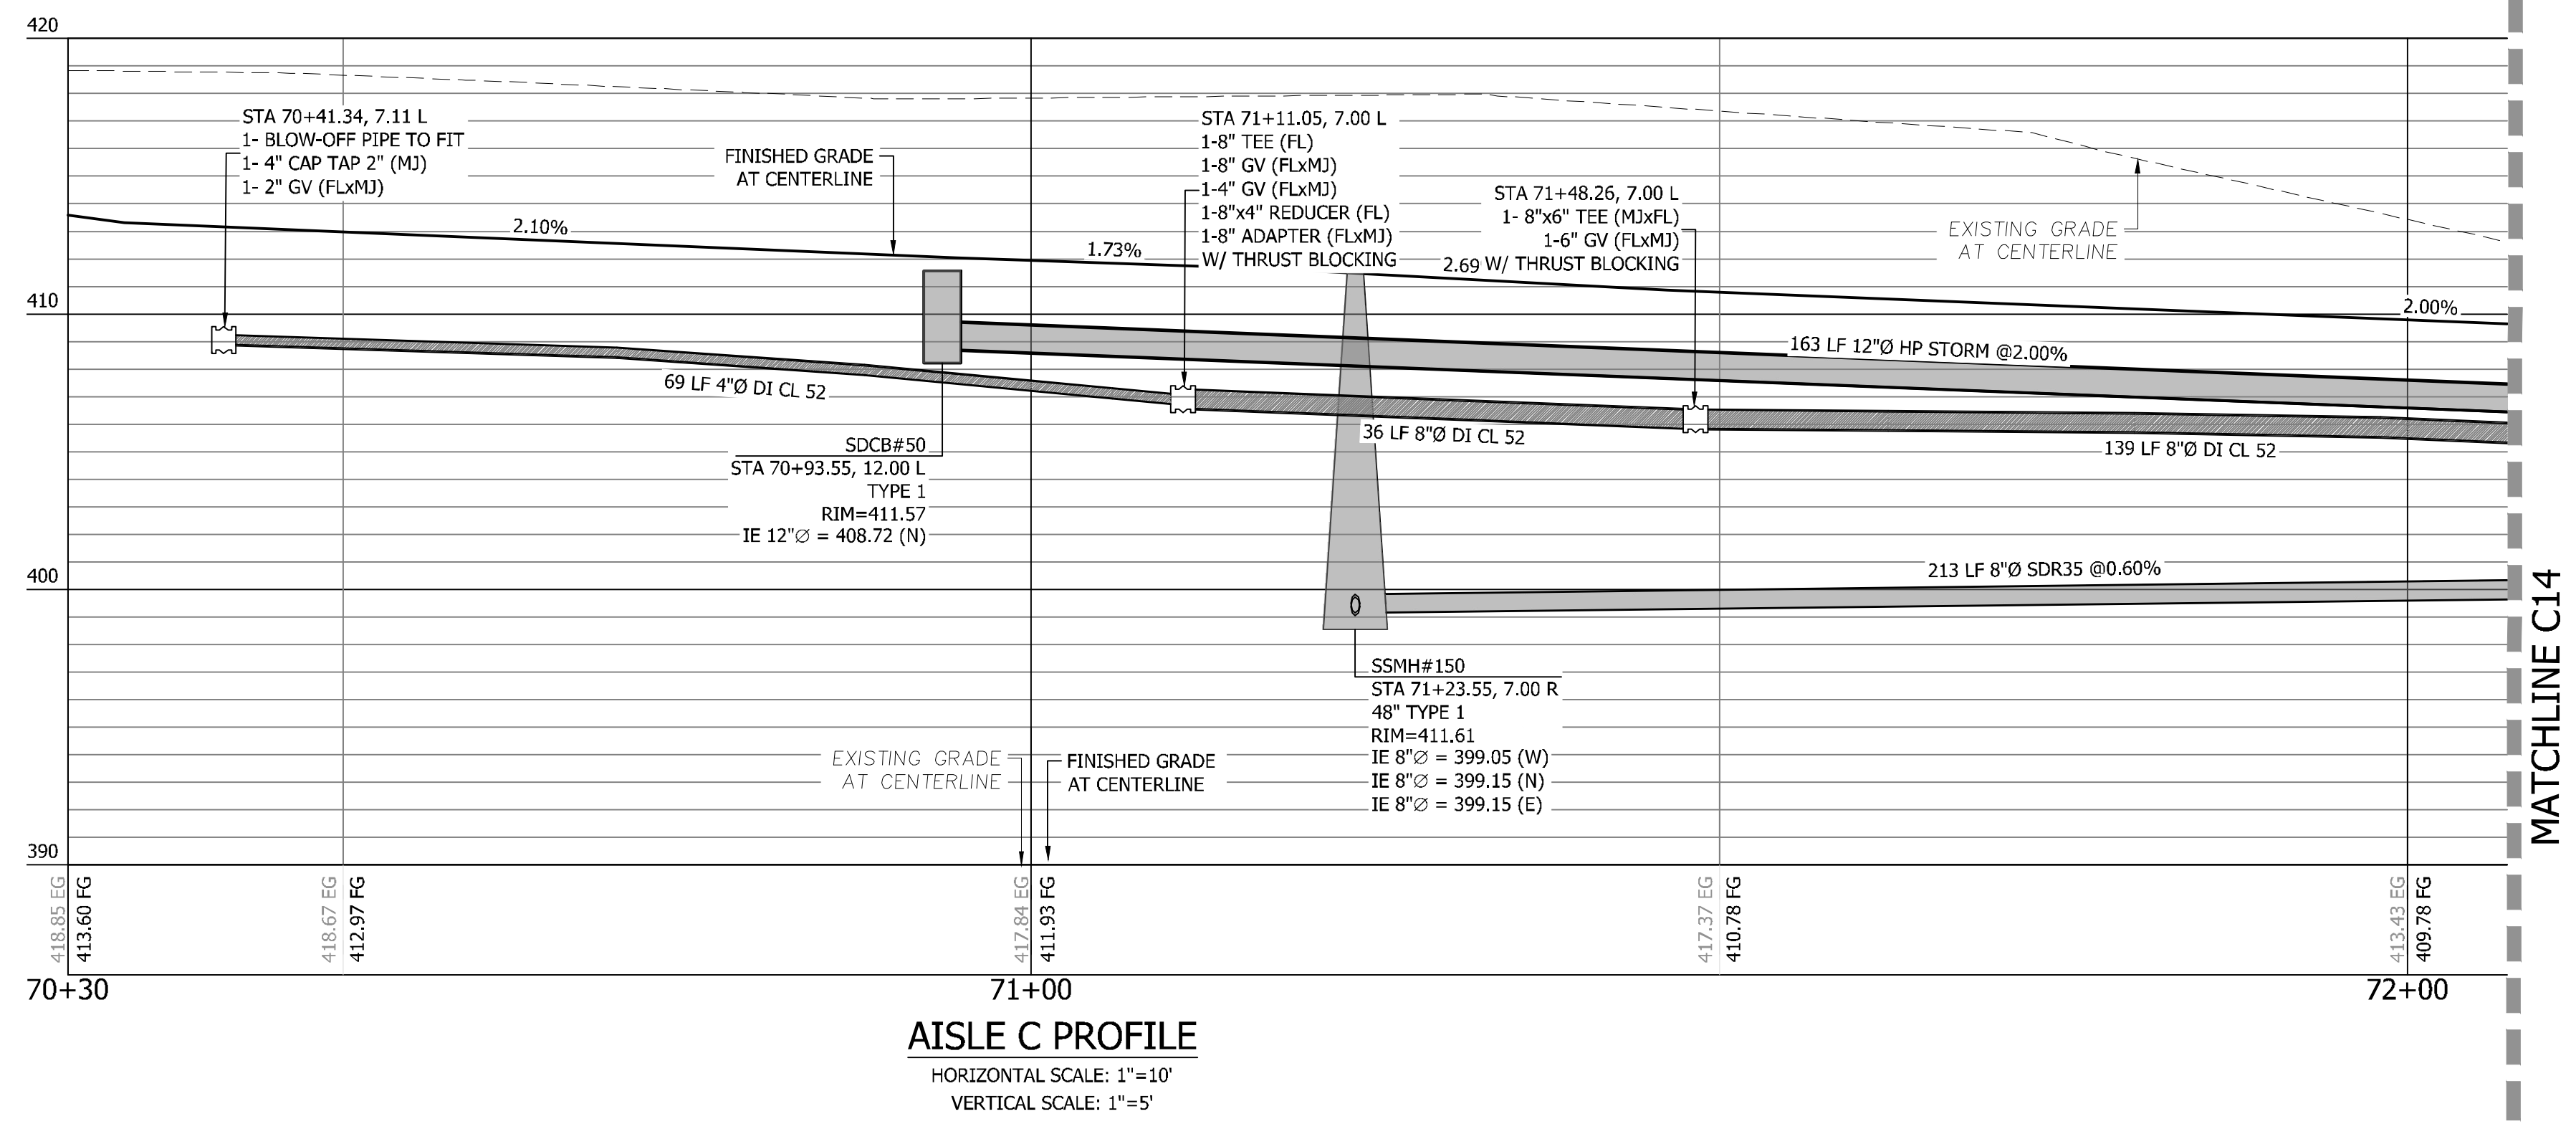 420
STA 70+41.34, 7.11 L
1- BLOW-OFF PIPE TO FIT
1- 4" CAP TAP 2" (MJ)
1- 2" GV (FLxMJ)
FINISHED GRADE
AT CENTERLINE
STA 71+11.05, 7.00 L
1-8" TEE (FL)
1-8" GV (FLxMJ)
1-4" GV (FLxMJ)
1-8"x4" REDUCER (FL)
1-8" ADAPTER (FLxMJ)
W/ THRUST BLOCKING
STA 71+48.26, 7.00 L
1- 8"x6" TEE (MJxFL)
1-6" GV (FLxMJ)
W/ THRUST BLOCKING
EXISTING GRADE
AT CENTERLINE
2.10%
1.73%
2.69
2.00%
410
163 LF 12"Ø HP STORM @2.00%
69 LF 4"Ø DI CL 52
36 LF 8"Ø DI CL 52
139 LF 8"Ø DI CL 52
SDCB#50
STA 70+93.55, 12.00 L
TYPE 1
RIM=411.57
IE 12"Ø = 408.72 (N)
400
213 LF 8"Ø SDR35 @0.60%
SSMH#150
STA 71+23.55, 7.00 R
48" TYPE 1
RIM=411.61
IE 8"Ø = 399.05 (W)
IE 8"Ø = 399.15 (N)
IE 8"Ø = 399.15 (E)
EXISTING GRADE
AT CENTERLINE
FINISHED GRADE
AT CENTERLINE
390
418.85 EG
413.60 FG
418.67 EG
412.97 FG
417.84 EG
411.93 FG
417.37 EG
410.78 FG
413.43 EG
409.78 FG
70+30
71+00
72+00
MATCHLINE C14
AISLE C PROFILE
HORIZONTAL SCALE: 1"=10'
VERTICAL SCALE: 1"=5'